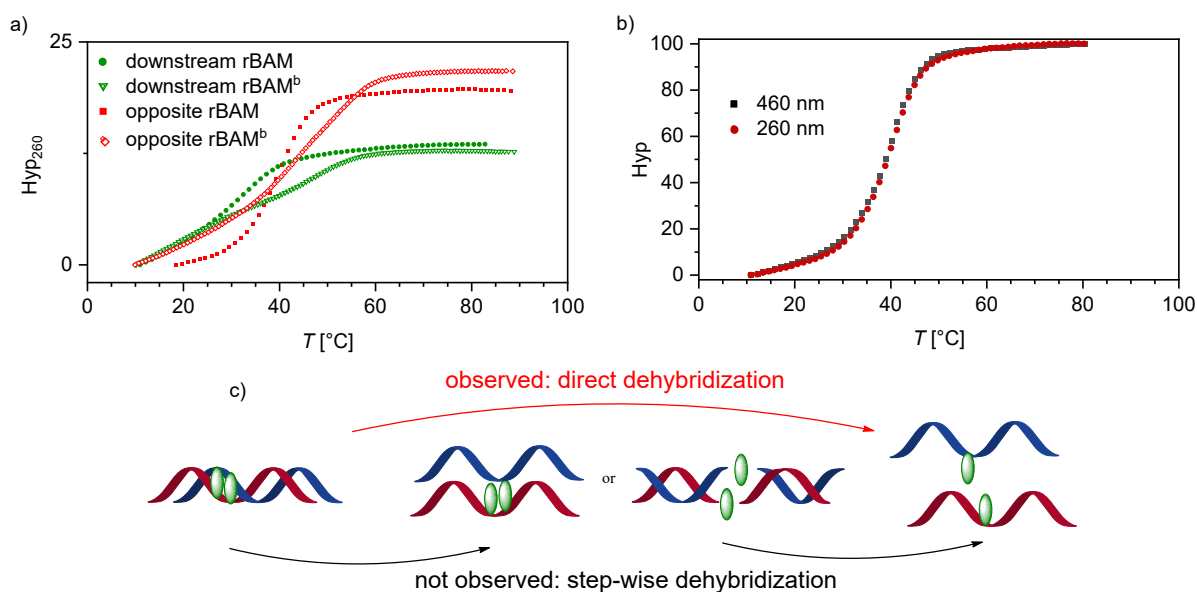 a)
25
0
Hyp260
downstream rBAM
downstream rBAMb
opposite rBAM
opposite rBAMb
0 20 40 60 80 100
T [°C]
b)
100
80
60
40
20
0
Hyp
460 nm
260 nm
0 20 40 60 80 100
T [°C]
c)
observed: direct dehybridization
or
not observed: step-wise dehybridization